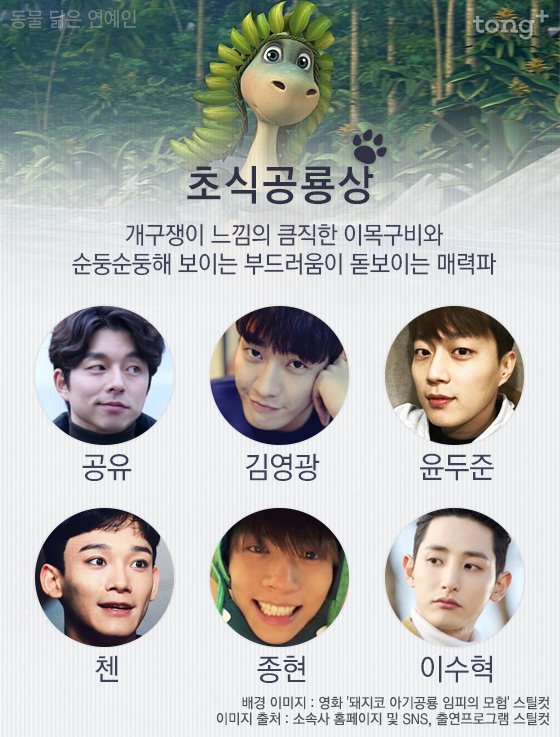 동물 닮은 연예인
tong+
초식공룡상
개구쟁이 느낌의 큼직한 이목구비와
순둥순둥해 보이는 부드러움이 돋보이는 매력파
공유
김영광
윤두준
첸
종현
이수혁
배경 이미지 : 영화 '돼지코 아기공룡 임피의 모험' 스틸컷
이미지 출처 : 소속사 홈페이지 및 SNS, 출연프로그램 스틸컷